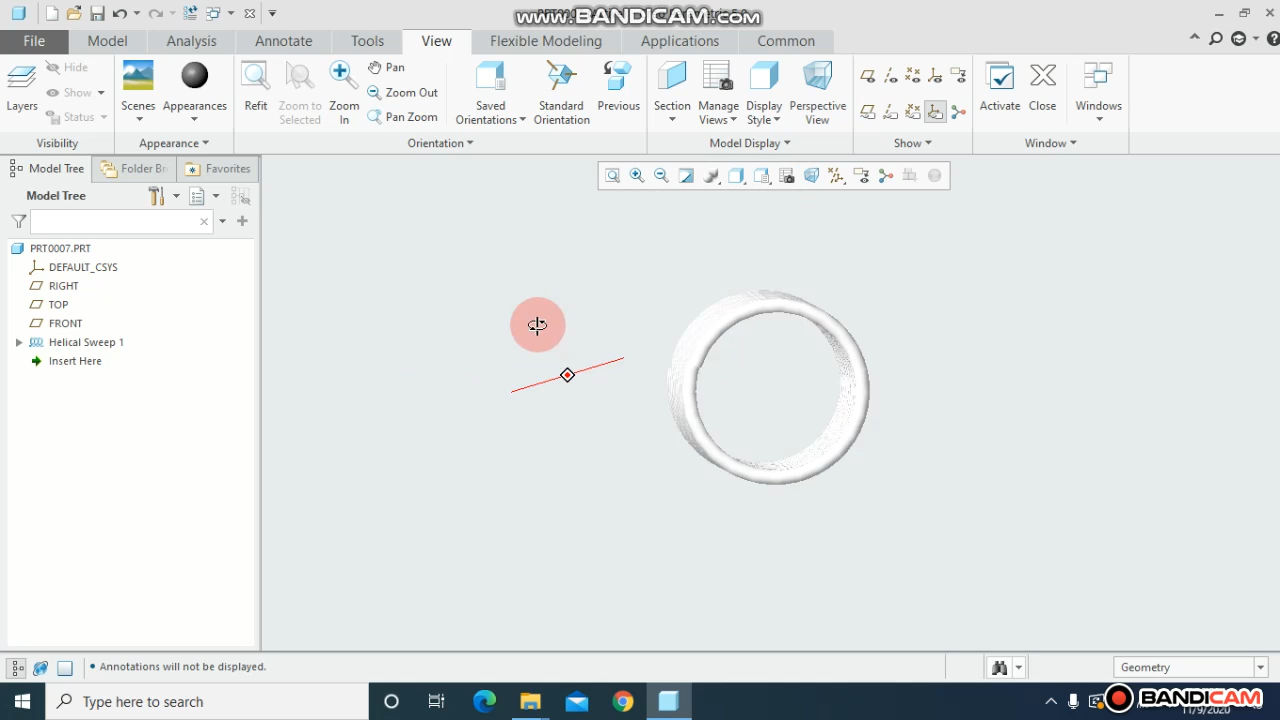 www.BANDICAM.com
File Model Analysis Annotate Tools View Flexible Modeling Applications Common
Layers
Hide
Show
Status
Visibility
Scenes
Appearances
Appearance
Refit
Zoom to Selected
Zoom In
Pan
Zoom Out
Pan Zoom
Saved Orientations
Standard Orientation
Previous
Orientation
Section
Manage Views
Display Style
Perspective View
Model Display
Show
Activate
Close
Windows
Window
Model Tree
Folder Br
Favorites
Model Tree
PRT0007.PRT
DEFAULT_CSYS
RIGHT
TOP
FRONT
Helical Sweep 1
Insert Here
• Annotations will not be displayed.
Geometry
Type here to search
BANDICAM
11/9/2020